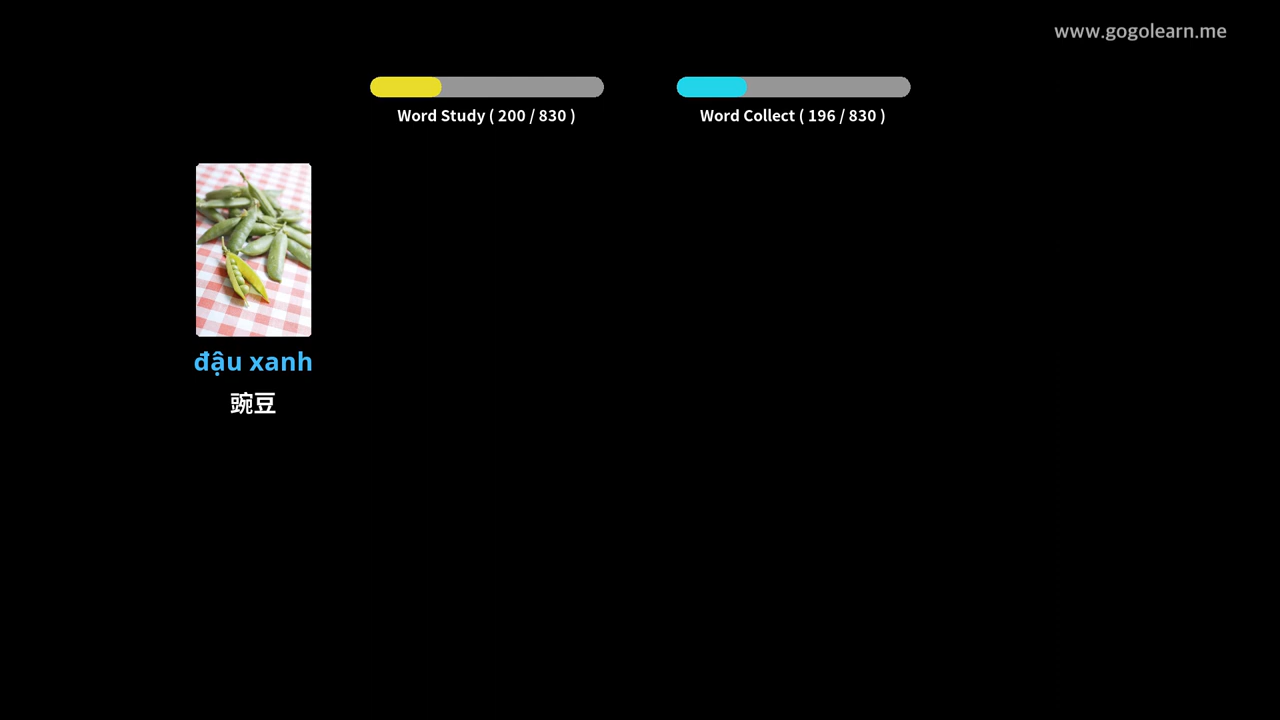 www.gogolearn.me
Word Study ( 200 / 830 )
Word Collect ( 196 / 830 )
đậu xanh
豌豆